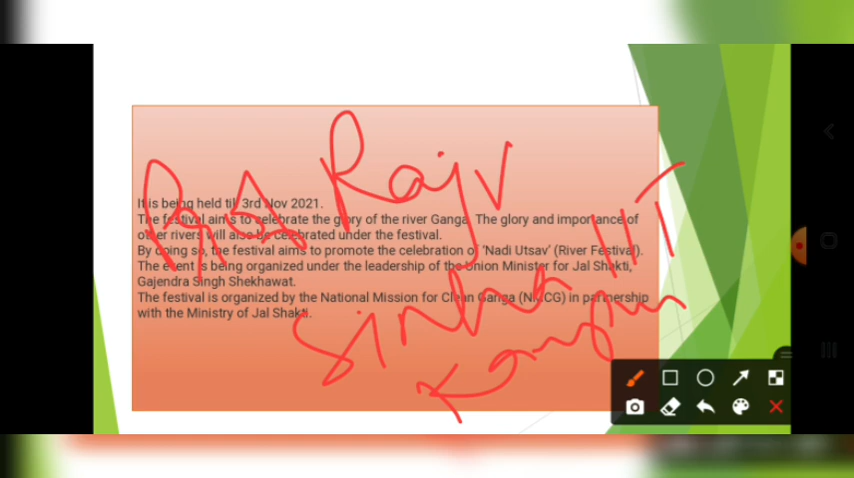 It is being held till 3rd Nov 2021.
The festival aims to celebrate the glory of the river Ganga. The glory and importance of
other rivers will also be celebrated under the festival.
By doing so, the festival aims to promote the celebration of ‘Nadi Utsav’ (River Festival).
The event is being organized under the leadership of the Union Minister for Jal Shakti,
Gajendra Singh Shekhawat.
The festival is organized by the National Mission for Clean Ganga (NMCG) in partnership
with the Ministry of Jal Shakti.
Rajv
Sinha IIT
Kanpur